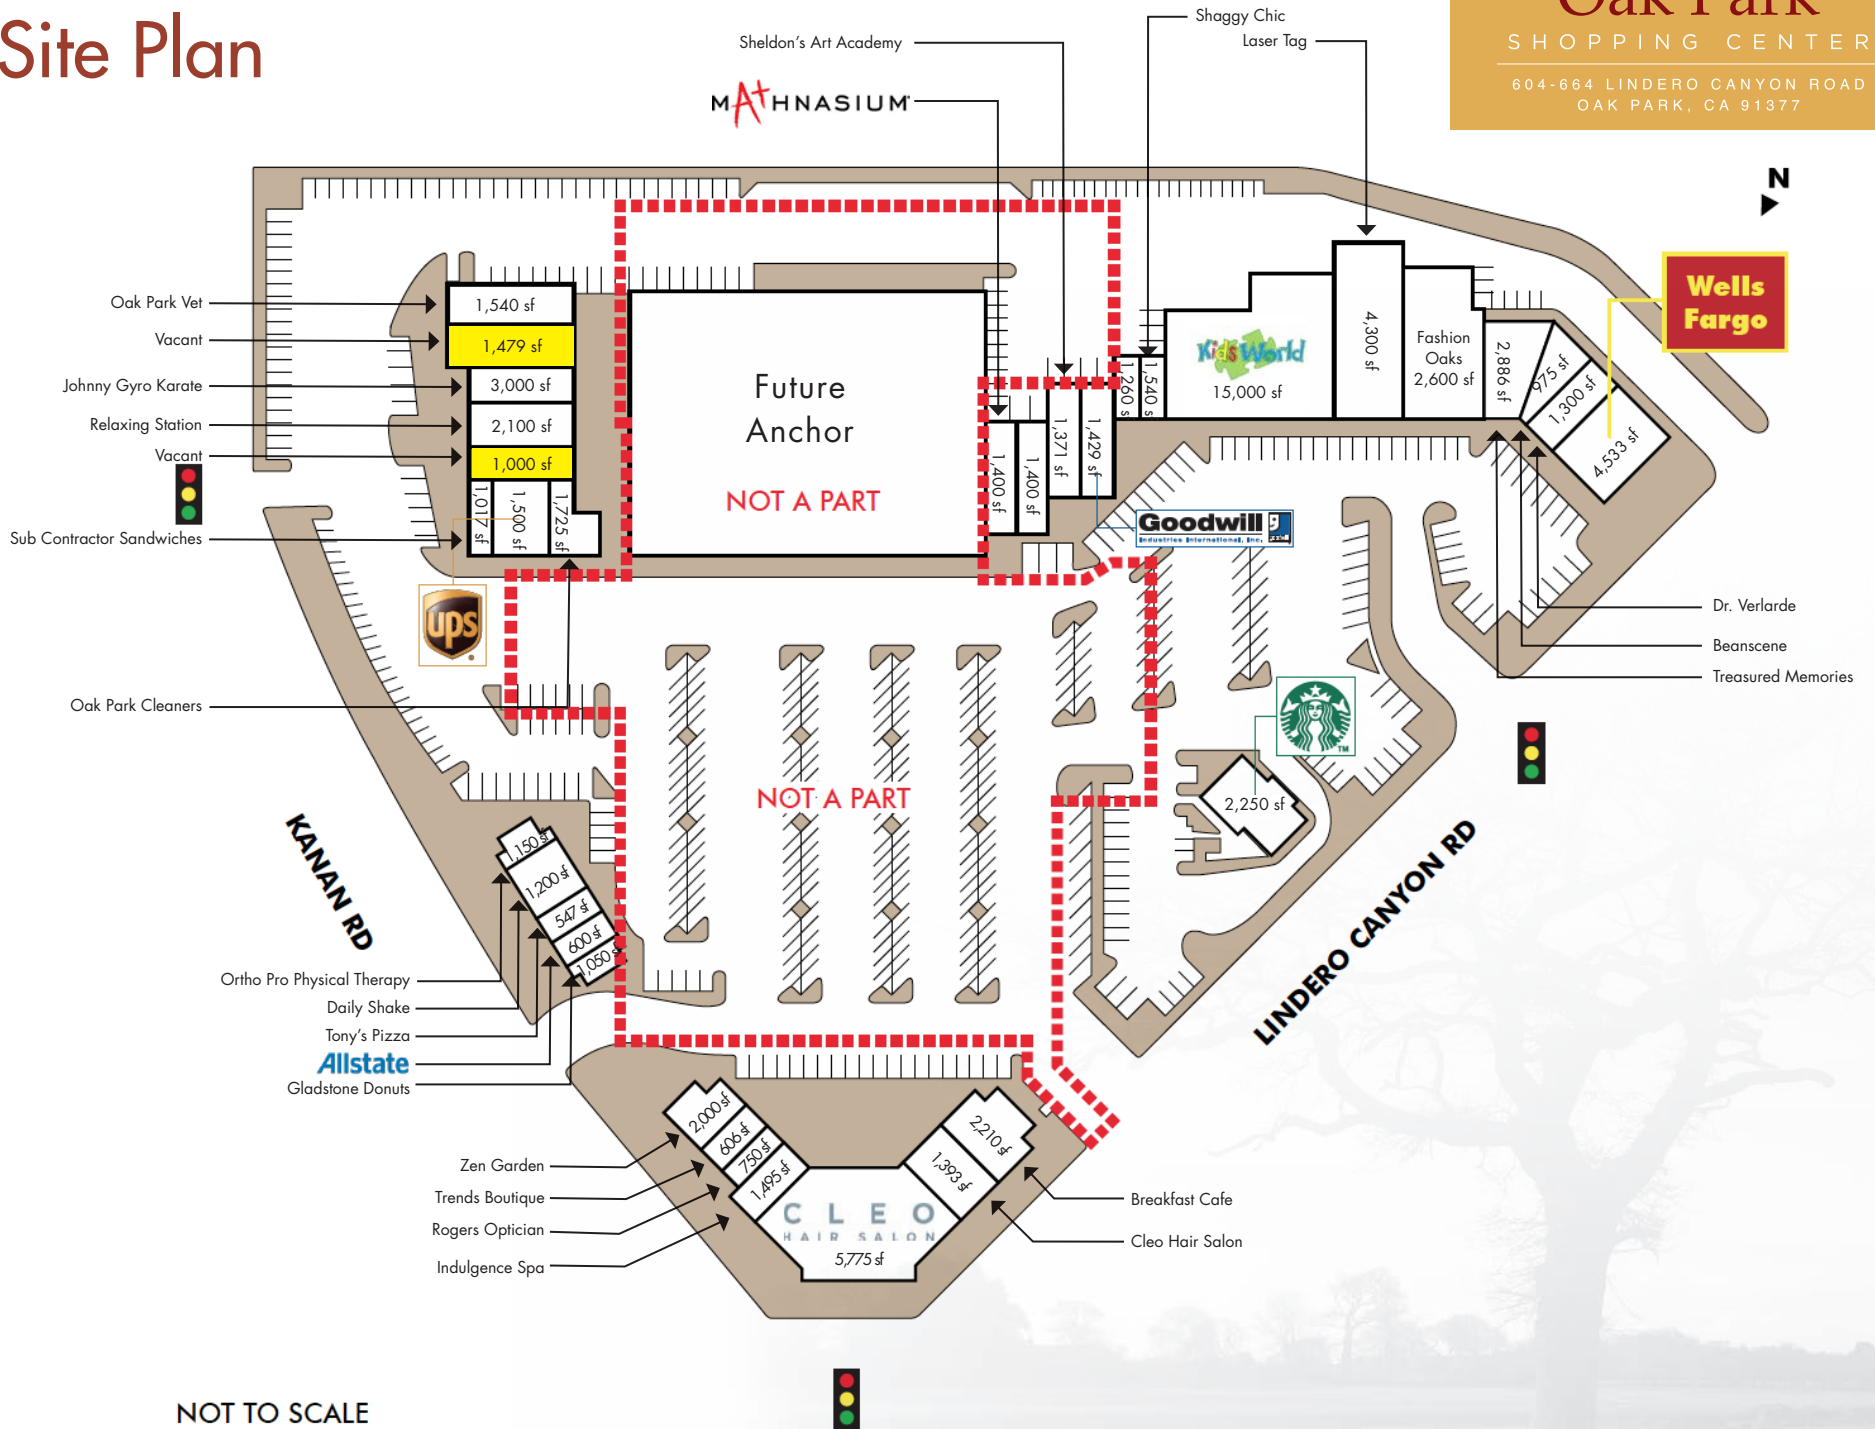 Site Plan
Oak Park
SHOPPING CENTER
604-664 LINDERO CANYON ROAD
OAK PARK, CA 91377
Shaggy Chic
Laser Tag
Sheldon's Art Academy
MATHNASIUM
N
Wells
Fargo
Oak Park Vet
1,540 sf
Vacant
1,479 sf
Johnny Gyro Karate
3,000 sf
Relaxing Station
2,100 sf
Vacant
1,000 sf
1,017 sf
1,500 sf
1,725 sf
Sub Contractor Sandwiches
ups
Oak Park Cleaners
Future
Anchor
NOT A PART
1,400 sf
1,400 sf
1,371 sf
1,429 sf
1,260 s
1,540 s
Kids World
15,000 sf
4,300 sf
Fashion
Oaks
2,600 sf
2,886 sf
975 sf
1,300 sf
4,533 sf
Goodwill
Industries International, Inc.
Dr. Verlarde
Beanscene
Treasured Memories
TM
2,250 sf
NOT A PART
KANAN RD
LINDERO CANYON RD
1,150 sf
1,200 sf
547 sf
600 sf
1,050 sf
Ortho Pro Physical Therapy
Daily Shake
Tony's Pizza
Allstate
Gladstone Donuts
2,000 sf
606 sf
750 sf
1,495 sf
2,210 sf
1,393 sf
Zen Garden
Trends Boutique
Rogers Optician
Indulgence Spa
CLEO
HAIR SALON
5,775 sf
Breakfast Cafe
Cleo Hair Salon
NOT TO SCALE